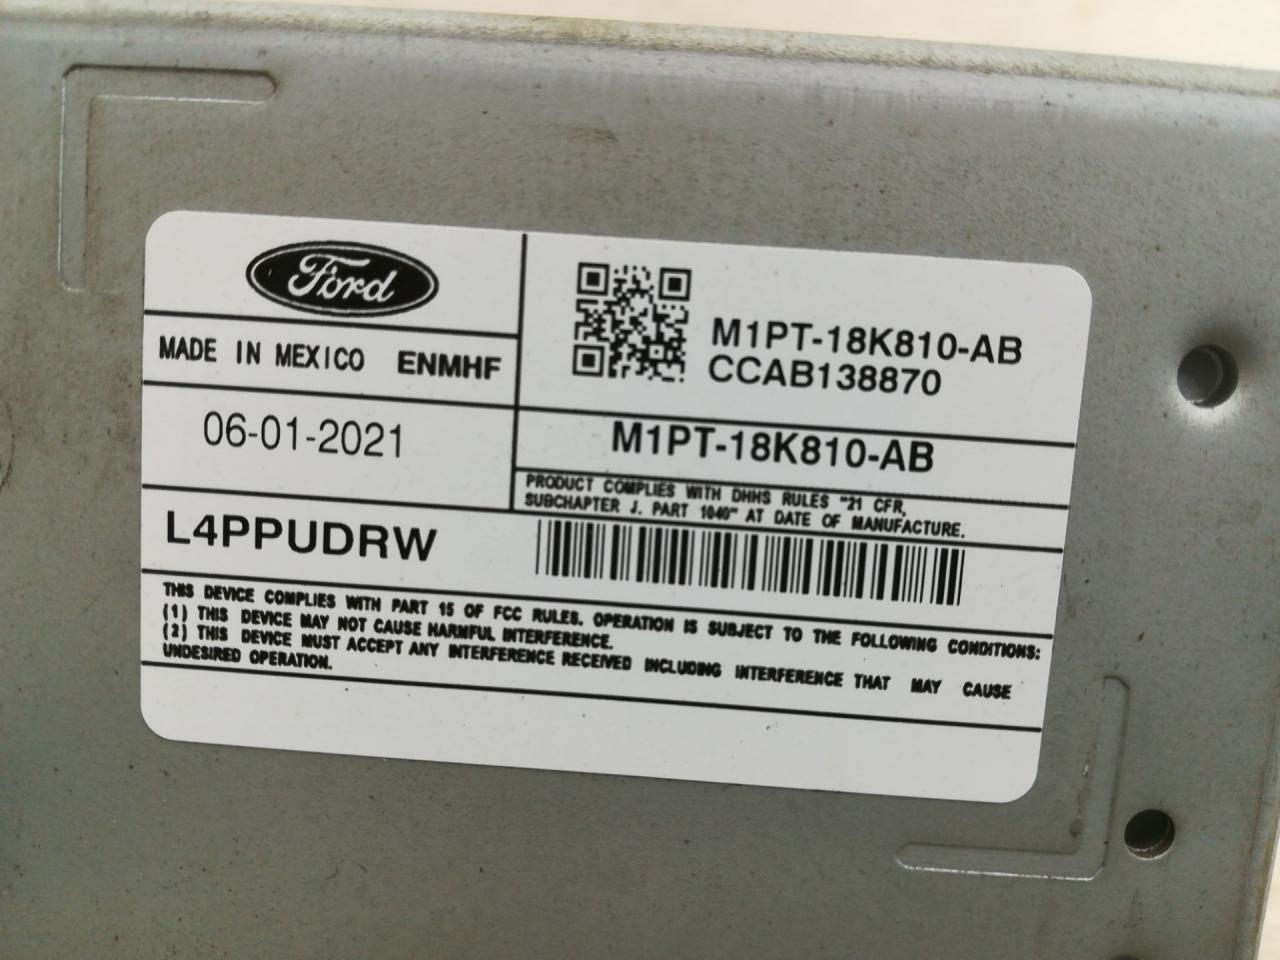 Ford
MADE IN MEXICO ENMHF
06-01-2021
M1PT-18K810-AB
CCAB138870
M1PT-18K810-AB
PRODUCT COMPLIES WITH DHHS RULES "21 CFR,
SUBCHAPTER J. PART 1040" AT DATE OF MANUFACTURE.
L4PPUDRW
THIS DEVICE COMPLIES WITH PART 15 OF FCC RULES. OPERATION IS SUBJECT TO THE FOLLOWING CONDITIONS:
(1) THIS DEVICE MAY NOT CAUSE HARMFUL INTERFERENCE.
(2) THIS DEVICE MUST ACCEPT ANY INTERFERENCE RECEIVED INCLUDING INTERFERENCE THAT MAY CAUSE
UNDESIRED OPERATION.